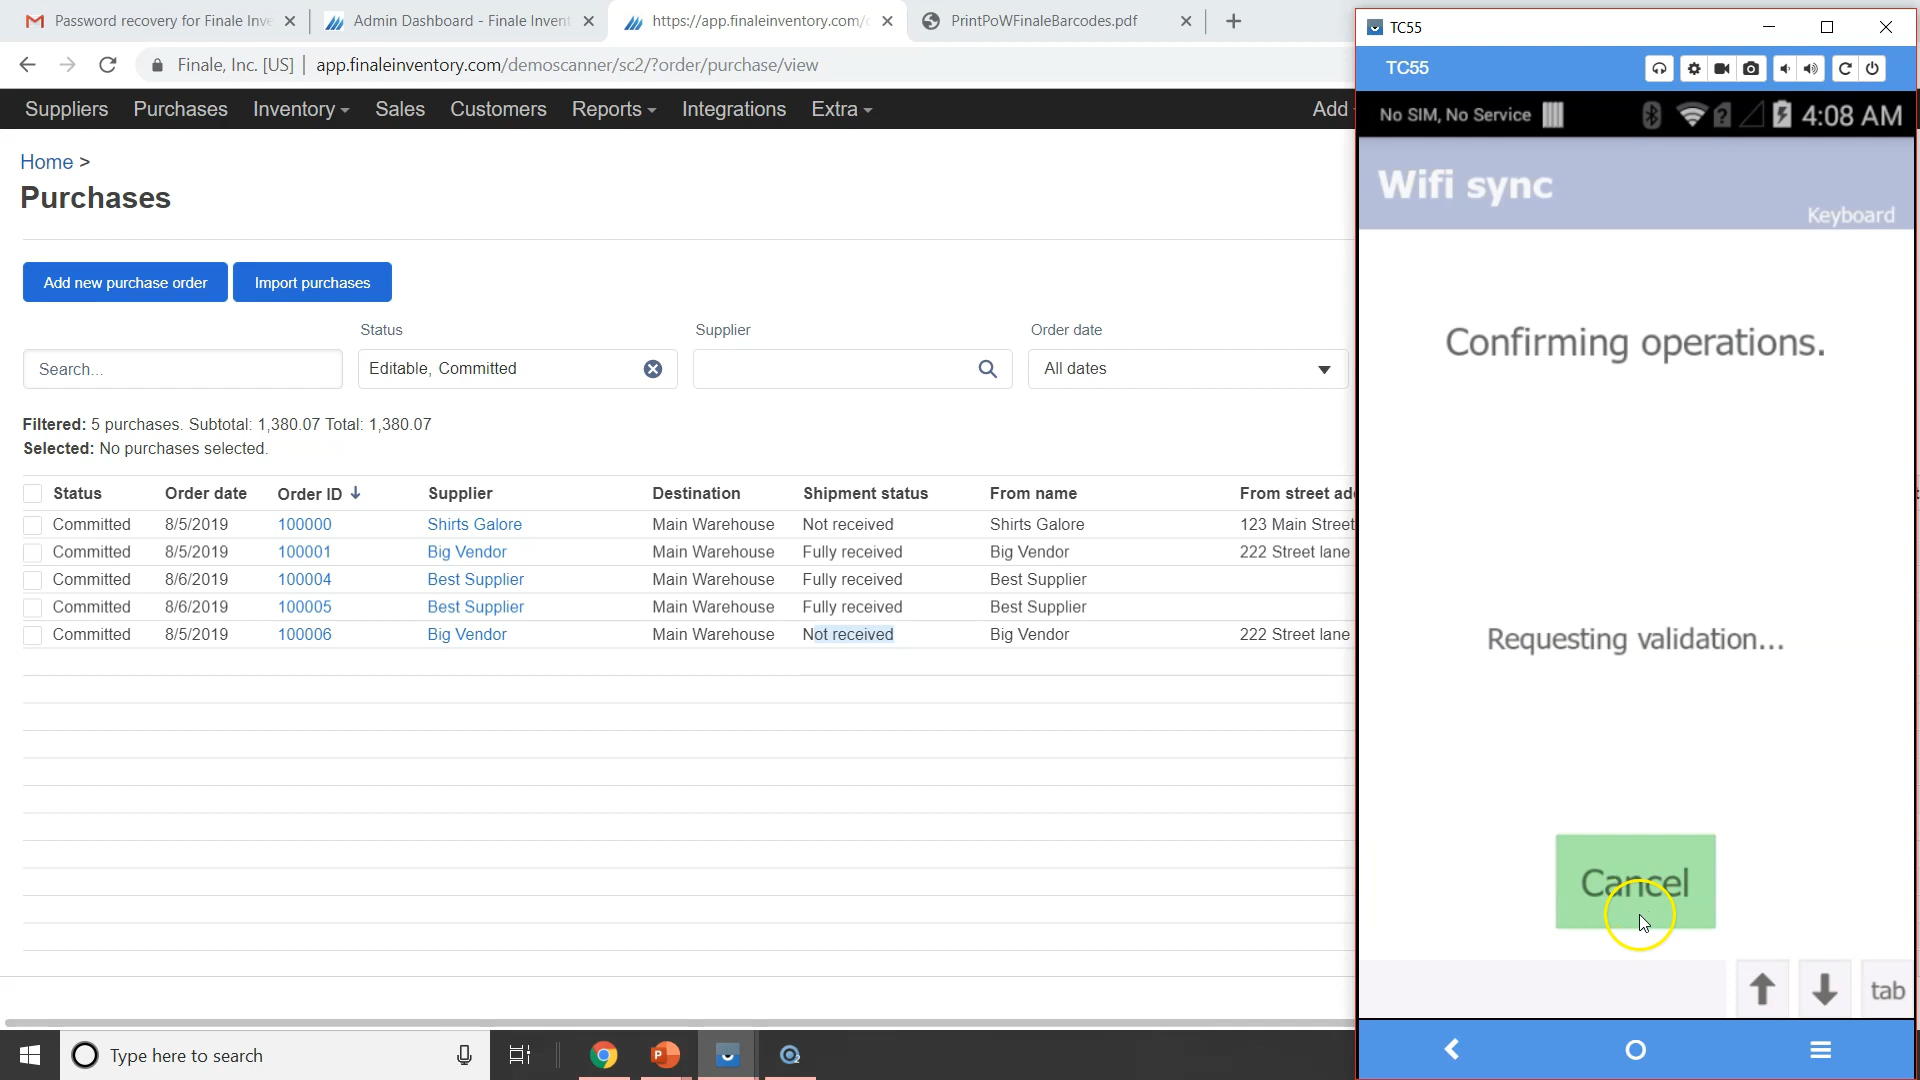 Password recovery for Finale Inve
Admin Dashboard - Finale Invent
https://app.finaleinventory.com/
PrintPoWFinaleBarcodes.pdf
Finale, Inc. [US] | app.finaleinventory.com/demoscanner/sc2/?order/purchase/view
Suppliers Purchases Inventory Sales Customers Reports Integrations Extra Add
Home >
Purchases
Add new purchase order Import purchases
Status Supplier Order date
Search... Editable, Committed All dates
Filtered: 5 purchases. Subtotal: 1,380.07 Total: 1,380.07
Selected: No purchases selected.
Status Order date Order ID Supplier Destination Shipment status From name From street add
Committed 8/5/2019 100000 Shirts Galore Main Warehouse Not received Shirts Galore 123 Main Street
Committed 8/5/2019 100001 Big Vendor Main Warehouse Fully received Big Vendor 222 Street lane
Committed 8/6/2019 100004 Best Supplier Main Warehouse Fully received Best Supplier
Committed 8/6/2019 100005 Best Supplier Main Warehouse Fully received Best Supplier
Committed 8/5/2019 100006 Big Vendor Main Warehouse Not received Big Vendor 222 Street lane
Type here to search
TC55
TC55
No SIM, No Service 4:08 AM
Wifi sync
Keyboard
Confirming operations.
Requesting validation...
Cancel
tab